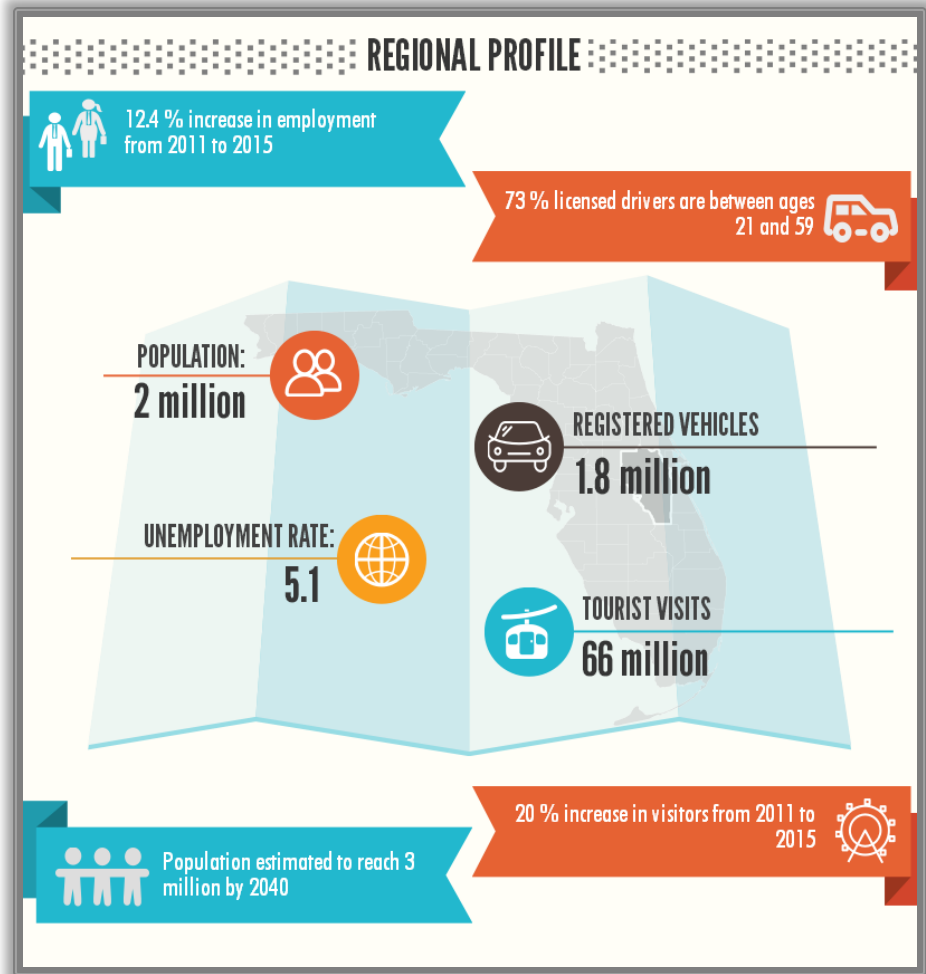 REGIONAL PROFILE
12.4 % increase in employment
from 2011 to 2015
73 % licensed drivers are between ages
21 and 59
POPULATION:
2 million
REGISTERED VEHICLES
1.8 million
UNEMPLOYMENT RATE:
5.1
TOURIST VISITS
66 million
20 % increase in visitors from 2011 to
2015
Population estimated to reach 3
million by 2040